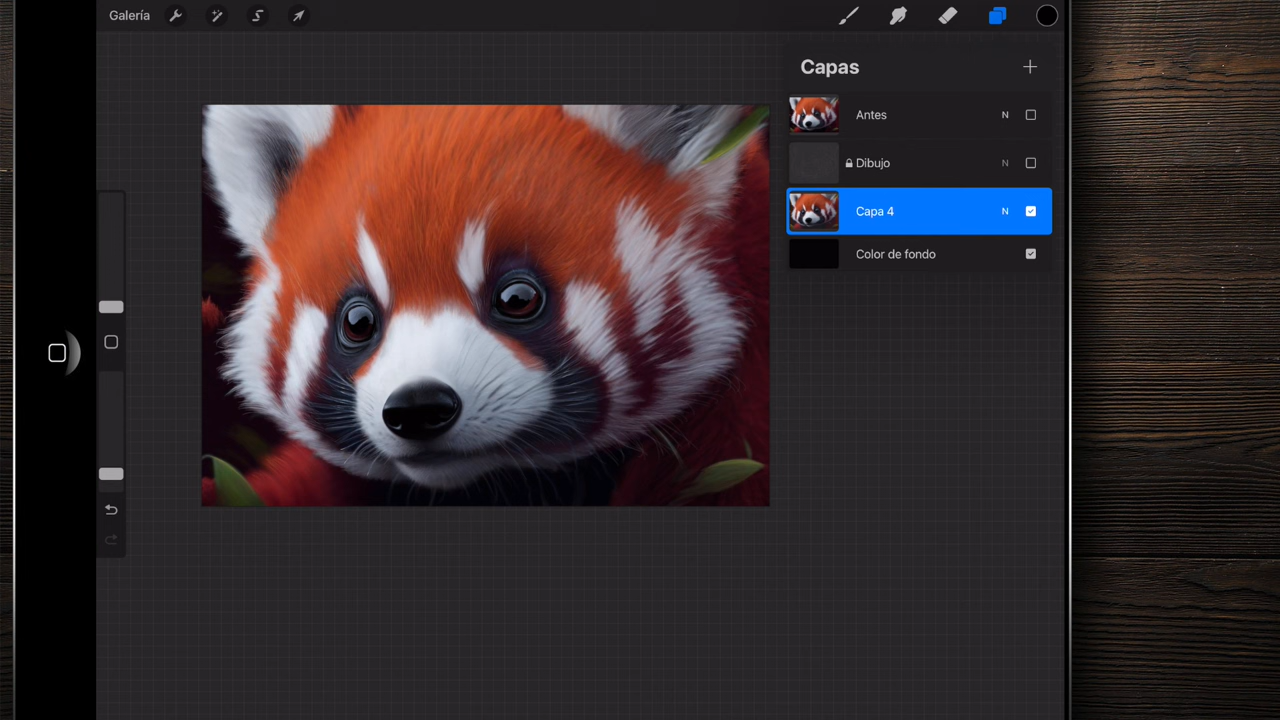 Galería
Capas
Antes N
Dibujo N
Capa 4 N
Color de fondo